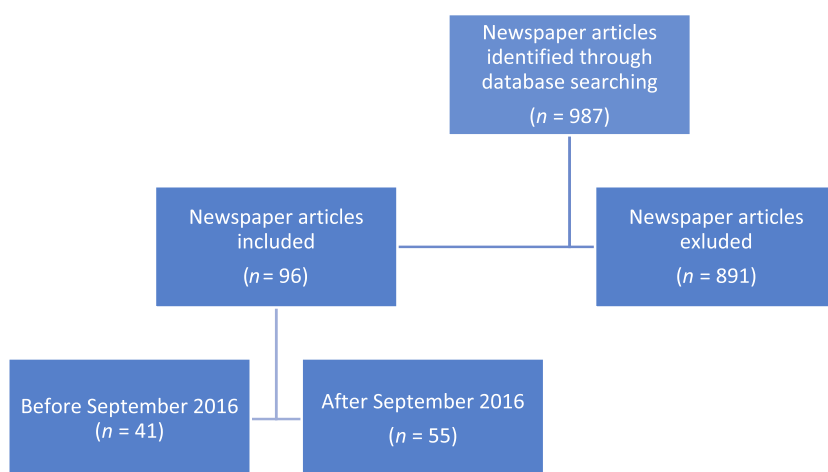 Newspaper articles
identified through
database searching
(n = 987)
Newspaper articles
included
(n = 96)
Newspaper articles
exluded
(n = 891)
Before September 2016
(n = 41)
After September 2016
(n = 55)